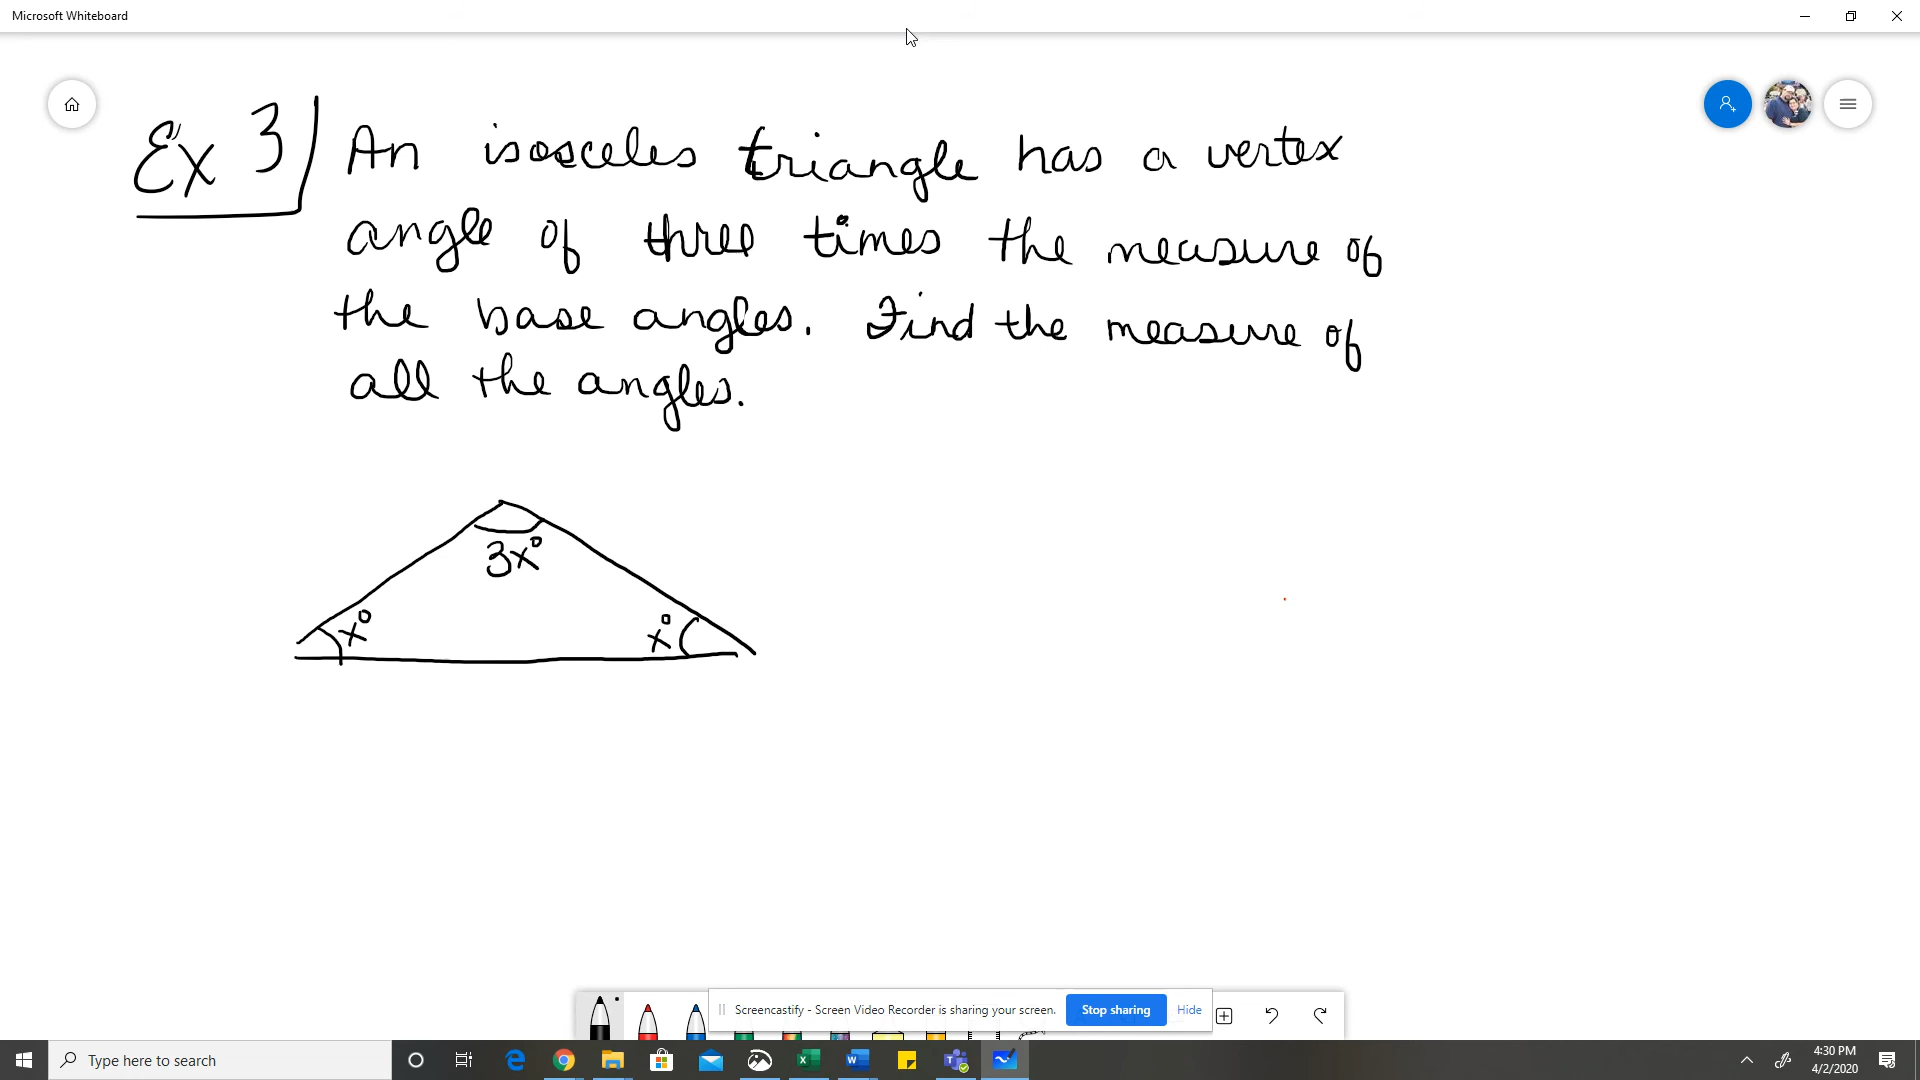 Microsoft Whiteboard
Ex 3
An isosceles triangle has a vertex
angle of three times the measure of
the base angles. Find the measure of
all the angles.
3x°
x° x°
Screencastify - Screen Video Recorder is sharing your screen. Stop sharing Hide
Type here to search
4:30 PM
4/2/2020